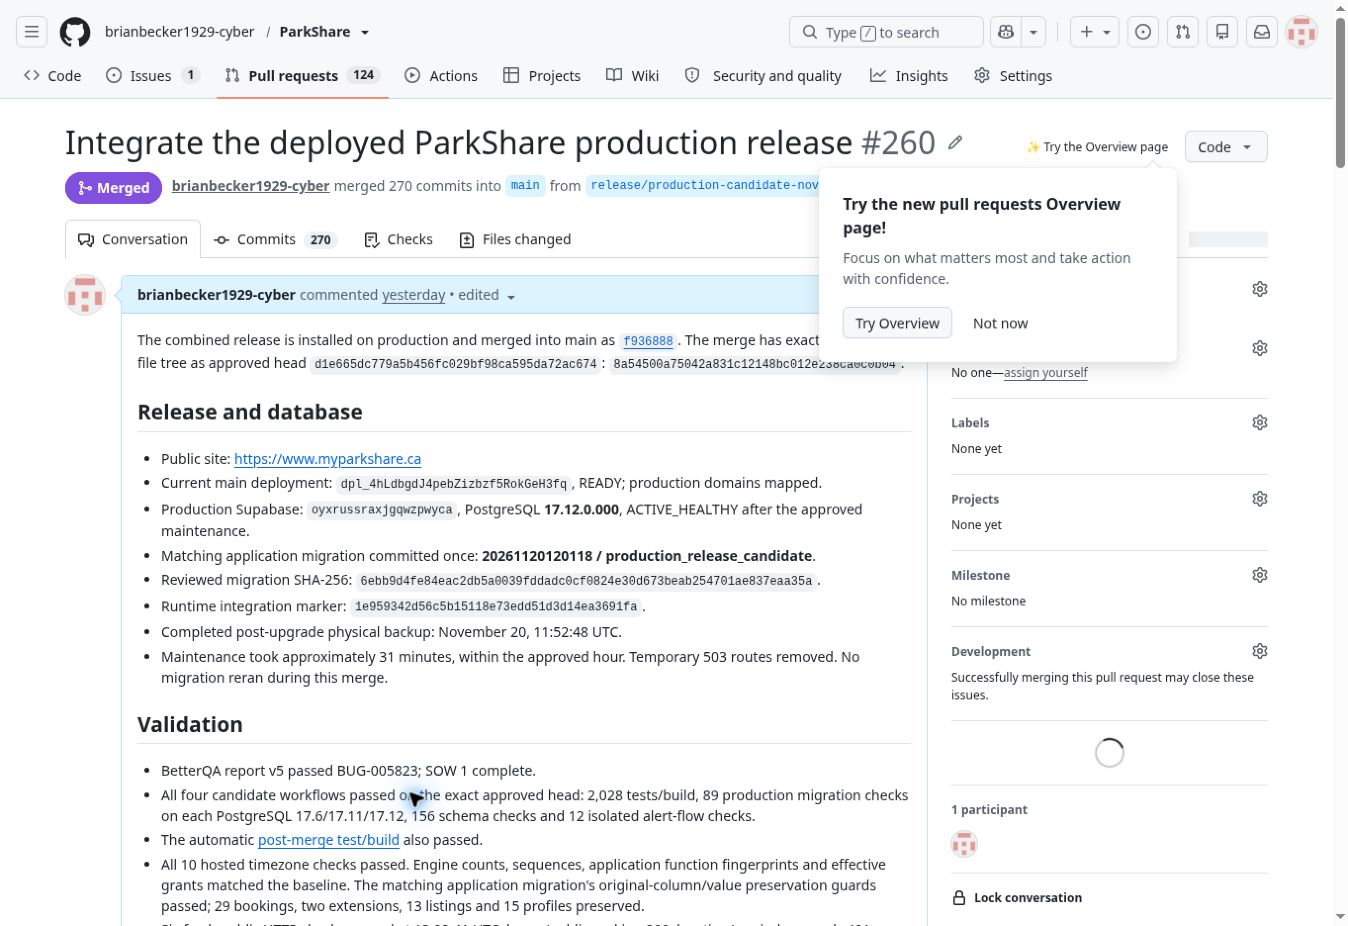 brianbecker1929-cyber / ParkShare
Type / to search
Code
Issues 1
Pull requests 124
Actions
Projects
Wiki
Security and quality
Insights
Settings
Integrate the deployed ParkShare production release #260
✨ Try the Overview page
Code
Merged
brianbecker1929-cyber merged 270 commits into main from release/production-candidate-nov
Try the new pull requests Overview
page!
Focus on what matters most and take action
with confidence.
Try Overview
Not now
Conversation
Commits 270
Checks
Files changed
brianbecker1929-cyber commented yesterday • edited
The combined release is installed on production and merged into main as f936888. The merge has exact
file tree as approved head d1e665dc779a5b456fc029bf98ca595da72ac674: 8a54500a75042a831c12148bc012e238ca0c0b04.
Release and database
• Public site: https://www.myparkshare.ca
• Current main deployment: dpl_4hLdbgdJ4pebZizbzf5RokGeH3fq, READY; production domains mapped.
• Production Supabase: oyxrussraxjgqwzpwyca, PostgreSQL 17.12.0.000, ACTIVE_HEALTHY after the approved
maintenance.
• Matching application migration committed once: 20261120120118 / production_release_candidate.
• Reviewed migration SHA-256: 6ebb9d4fe84eac2db5a0039fddadc0cf0824e30d673beab254701ae837eaa35a.
• Runtime integration marker: 1e959342d56c5b15118e73edd51d3d14ea3691fa.
• Completed post-upgrade physical backup: November 20, 11:52:48 UTC.
• Maintenance took approximately 31 minutes, within the approved hour. Temporary 503 routes removed. No
migration reran during this merge.
Validation
• BetterQA report v5 passed BUG-005823; SOW 1 complete.
• All four candidate workflows passed on the exact approved head: 2,028 tests/build, 89 production migration checks
on each PostgreSQL 17.6/17.11/17.12, 156 schema checks and 12 isolated alert-flow checks.
• The automatic post-merge test/build also passed.
• All 10 hosted timezone checks passed. Engine counts, sequences, application function fingerprints and effective
grants matched the baseline. The matching application migration's original-column/value preservation guards
passed; 29 bookings, two extensions, 13 listings and 15 profiles preserved.
No one—assign yourself
Labels
None yet
Projects
None yet
Milestone
No milestone
Development
Successfully merging this pull request may close these
issues.
1 participant
Lock conversation